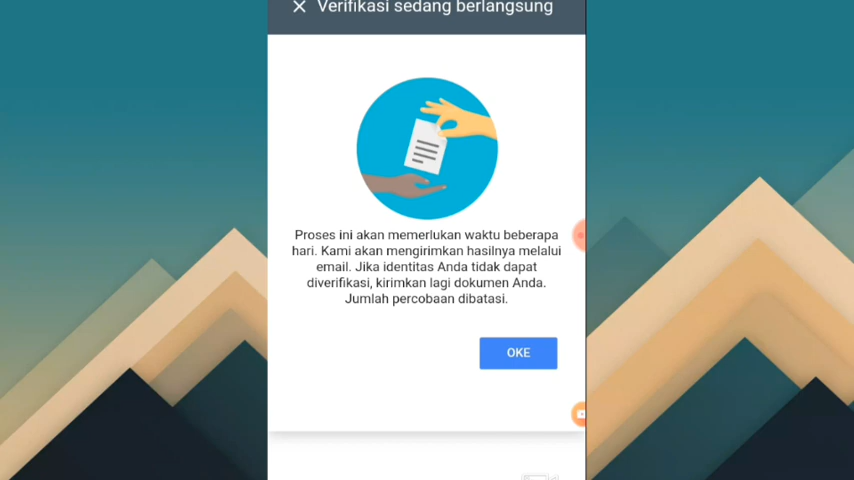 Verifikasi sedang berlangsung
Proses ini akan memerlukan waktu beberapa
hari. Kami akan mengirimkan hasilnya melalui
email. Jika identitas Anda tidak dapat
diverifikasi, kirimkan lagi dokumen Anda.
Jumlah percobaan dibatasi.
OKE